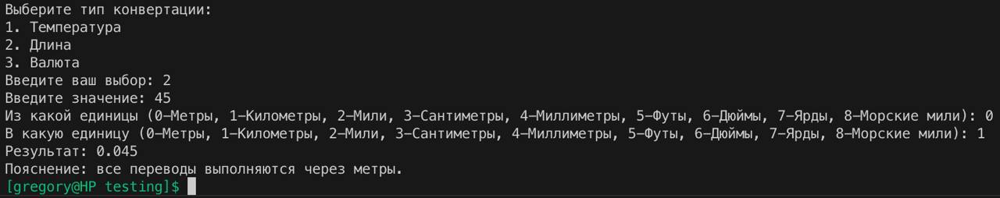 Выберите тип конвертации:
1. Температура
2. Длина
3. Валюта
Введите ваш выбор: 2
Введите значение: 45
Из какой единицы (0-Метры, 1-Километры, 2-Мили, 3-Сантиметры, 4-Миллиметры, 5-Футы, 6-Дюймы, 7-Ярды, 8-Морские мили): 0
В какую единицу (0-Метры, 1-Километры, 2-Мили, 3-Сантиметры, 4-Миллиметры, 5-Футы, 6-Дюймы, 7-Ярды, 8-Морские мили): 1
Результат: 0.045
Пояснение: все переводы выполняются через метры.
[gregory@HP testing]$